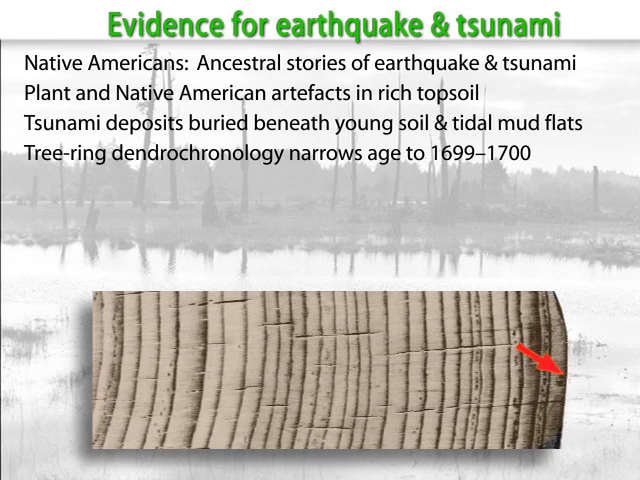 Evidence for earthquake & tsunami
Native Americans: Ancestral stories of earthquake & tsunami
Plant and Native American artefacts in rich topsoil
Tsunami deposits buried beneath young soil & tidal mud flats
Tree-ring dendrochronology narrows age to 1699–1700